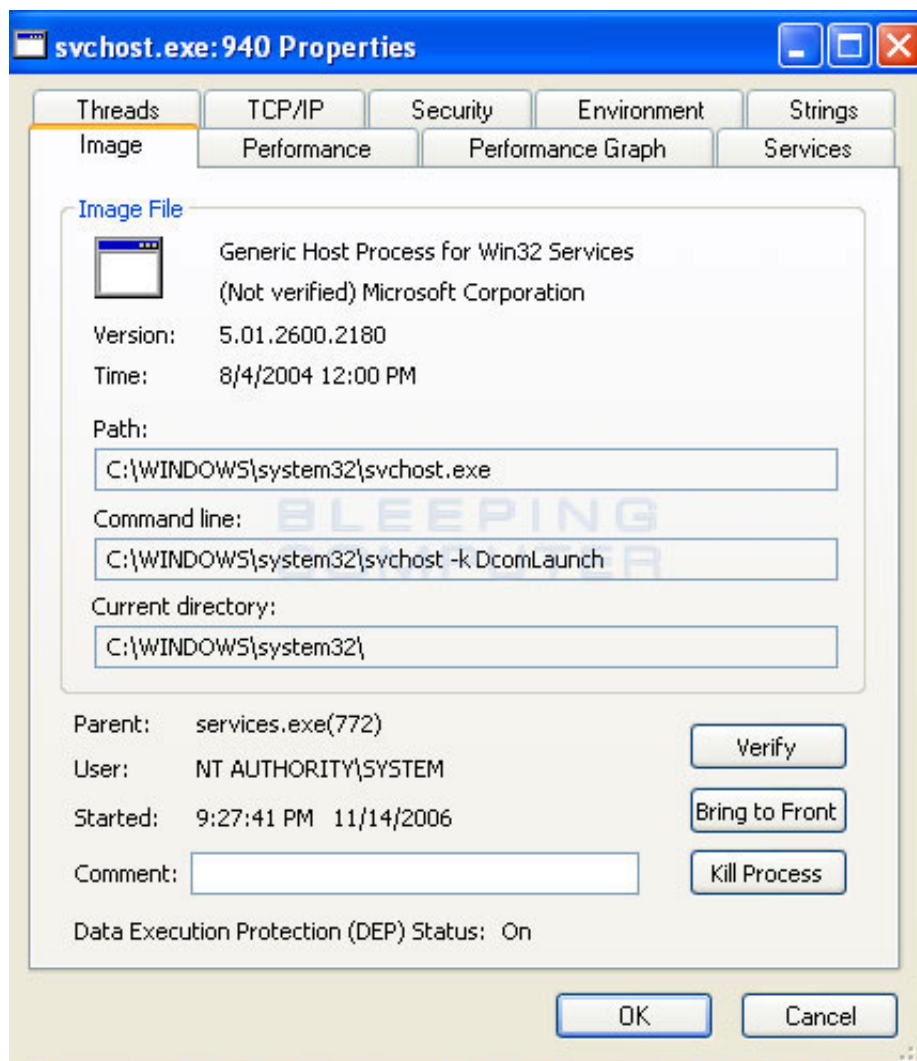 svchost.exe:940 Properties
Threads TCP/IP Security Environment Strings
Image Performance Performance Graph Services
Image File
Generic Host Process for Win32 Services
(Not verified) Microsoft Corporation
Version: 5.01.2600.2180
Time: 8/4/2004 12:00 PM
Path:
C:\WINDOWS\system32\svchost.exe
BLEEPING
COMPUTER
Command line:
C:\WINDOWS\system32\svchost -k DcomLaunch
Current directory:
C:\WINDOWS\system32\
Parent: services.exe(772)
Verify
User: NT AUTHORITY\SYSTEM
Started: 9:27:41 PM 11/14/2006
Bring to Front
Comment:
Kill Process
Data Execution Protection (DEP) Status: On
OK Cancel